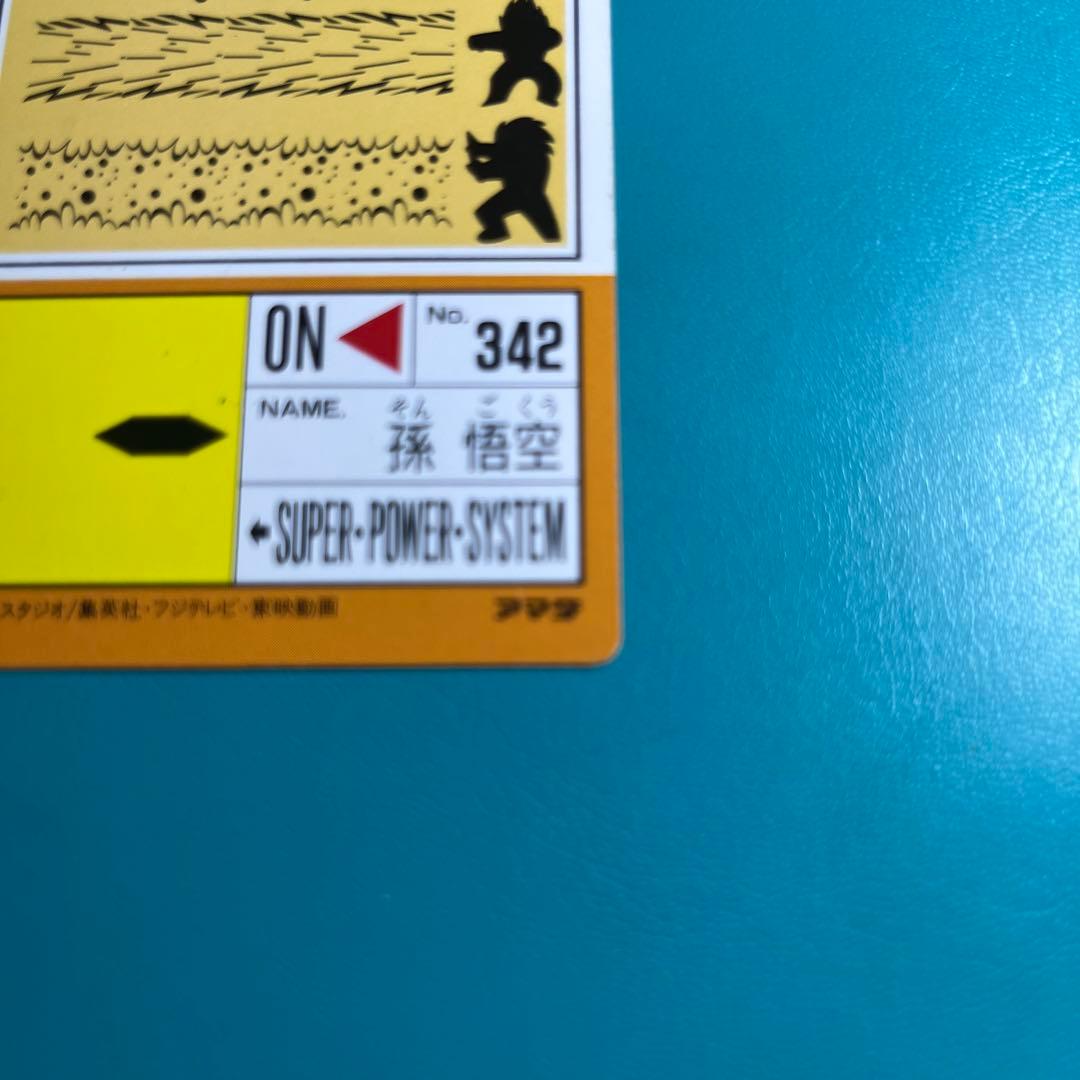 ON
No. 342
NAME.
そん ごくう
孫 悟空
←SUPER・POWER・SYSTEM
スタジオ/集英社・フジテレビ・東映動画 アマダ